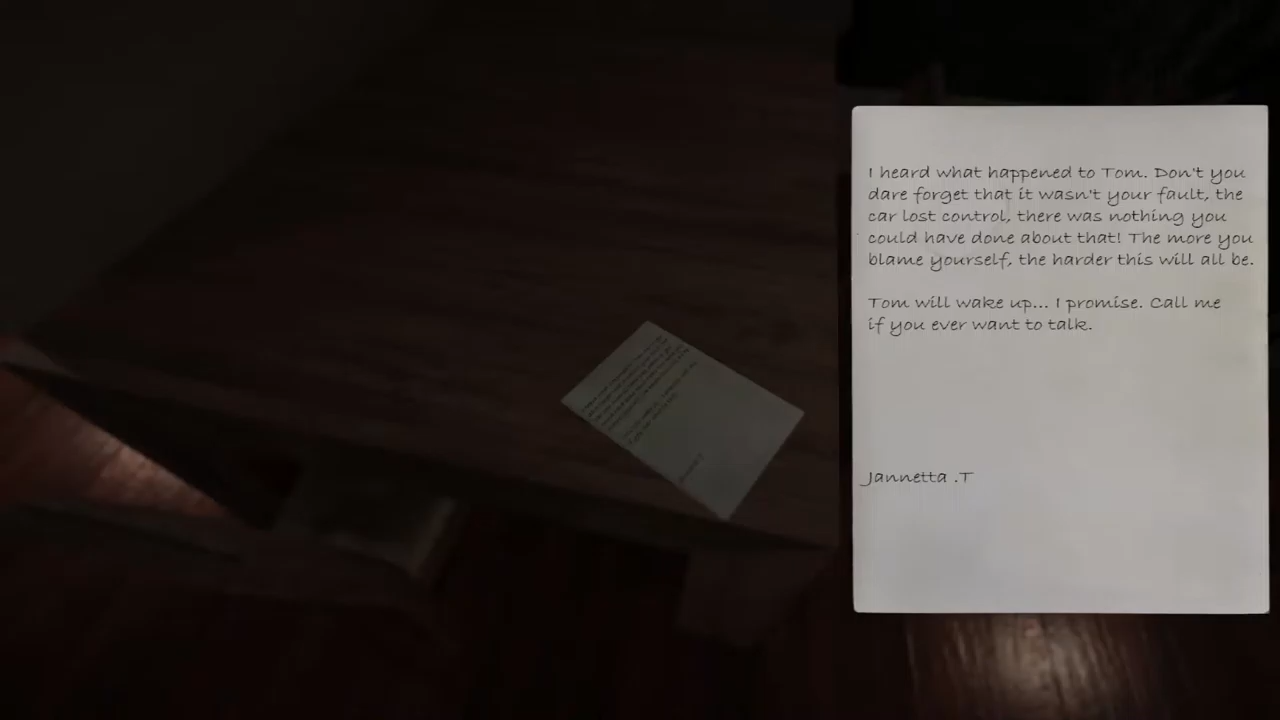 I heard what happened to Tom. Don't you
dare forget that it wasn't your fault, the
car lost control, there was nothing you
could have done about that! The more you
blame yourself, the harder this will all be.
Tom will wake up... I promise. Call me
if you ever want to talk.
Jannetta .T